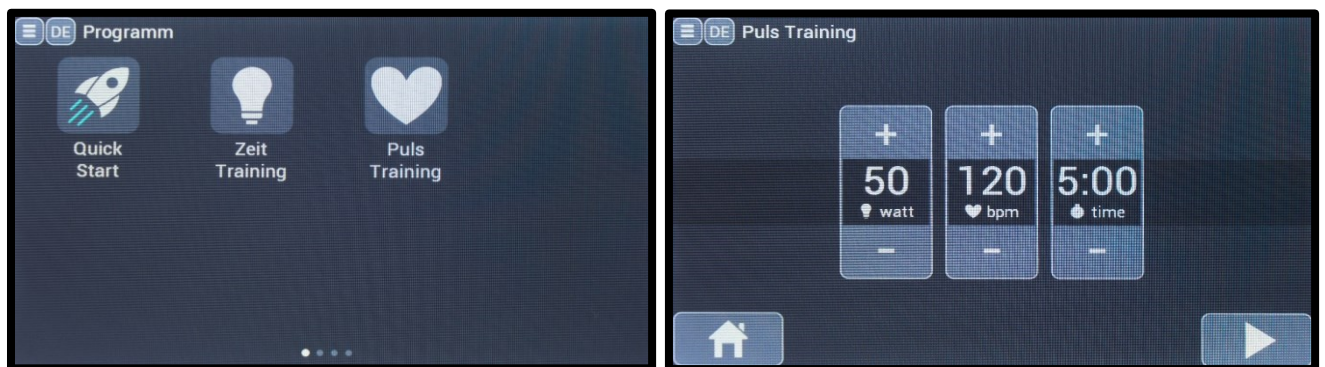 DE Programm
Quick
Start
Zeit
Training
Puls
Training
DE Puls Training
+ + +
50 120 5:00
watt bpm time
- - -